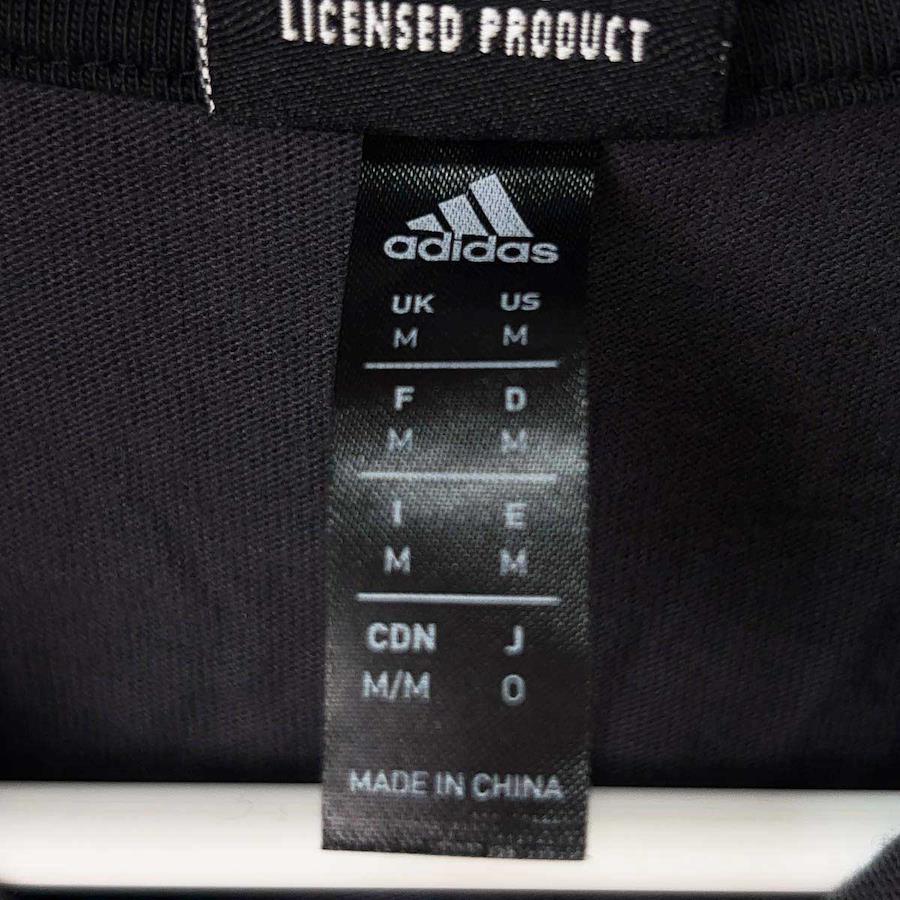 LICENSED PRODUCT
adidas
UK US
M M
F D
M M
I E
M M
CDN J
M/M O
MADE IN CHINA